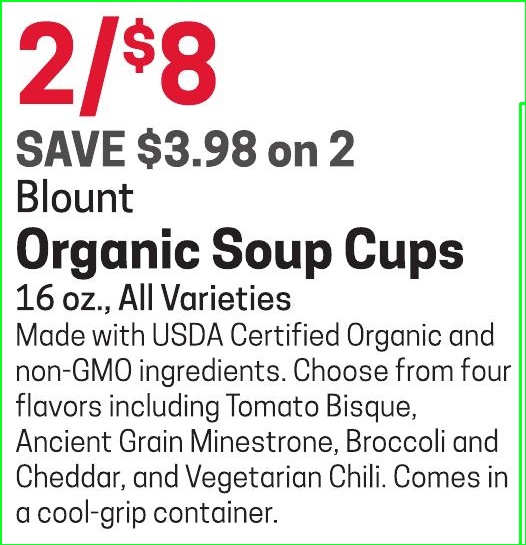 2/$8
SAVE $3.98 on 2
Blount
Organic Soup Cups
16 oz., All Varieties
Made with USDA Certified Organic and
non-GMO ingredients. Choose from four
flavors including Tomato Bisque,
Ancient Grain Minestrone, Broccoli and
Cheddar, and Vegetarian Chili. Comes in
a cool-grip container.